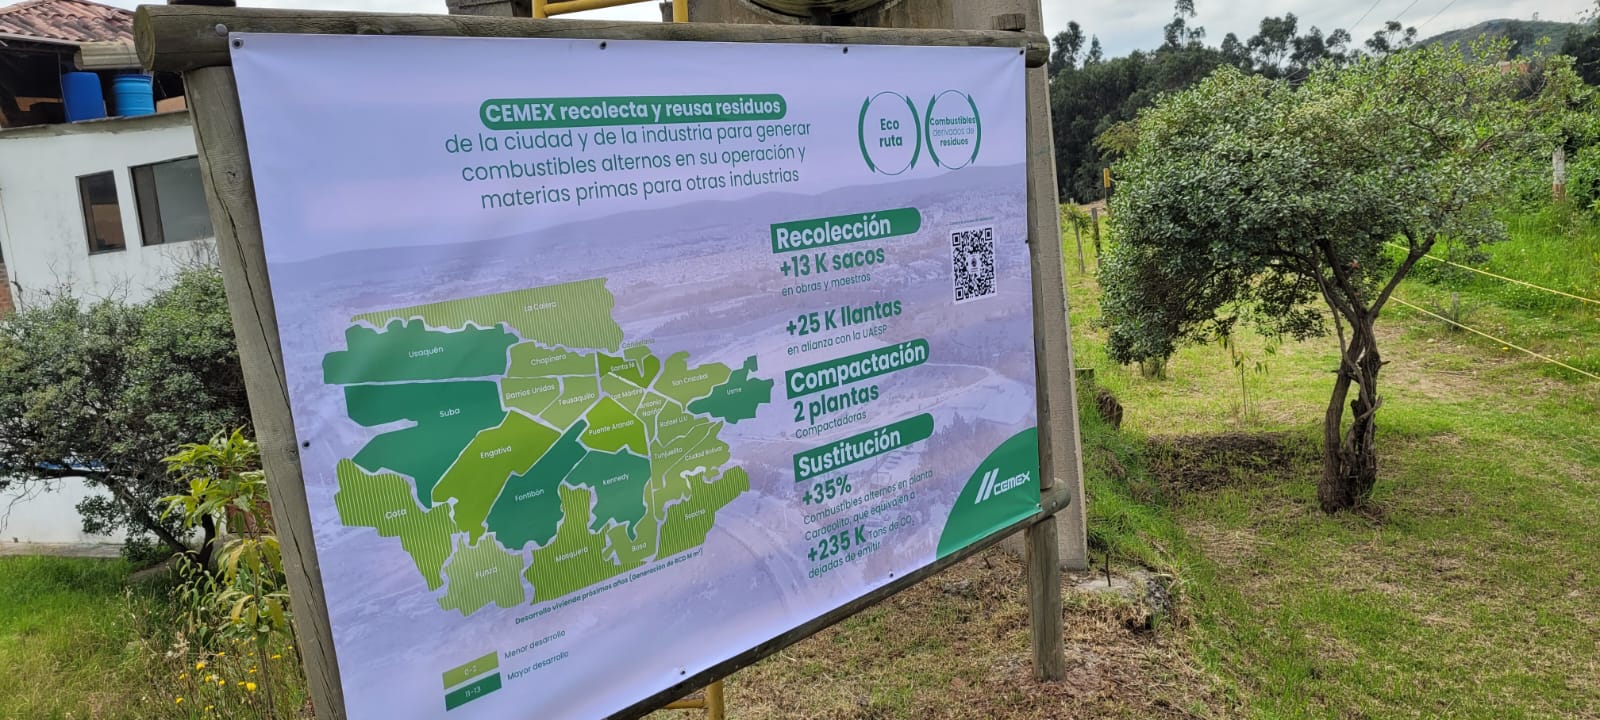 CEMEX recolecta y reusa residuos
de la ciudad y de la industria para generar
combustibles alternos en su operación y
materias primas para otras industrias
Eco
ruta
Combustibles
derivados de
residuos
Recolección
+13 K sacos
en obras y maestros
+25 K llantas
en alianza con la UAESP
Compactación
2 plantas
Compactadoras
Sustitución
+35%
Combustibles alternos en planta
Caracolito, que equivalen a
+235 K Tons de CO2
dejadas de emitir
CEMEX
La Calera
Usaquén
Chapinero
Santa fé
Candelaria
San Cristobal
Usme
Suba
Barrios Unidos
Teusaquillo
Los Mártires
Antonio
Nariño
Rafael U.U
Puente Aranda
Engativá
Tunjuelito
Ciudad Bolívar
Fontibón
Kennedy
Cota
Soacha
Mosquera
Bosa
Funza
Desarrollo vivienda próximos años (Generación de RCD M m³)
0-2
Menor desarrollo
11-13
Mayor desarrollo